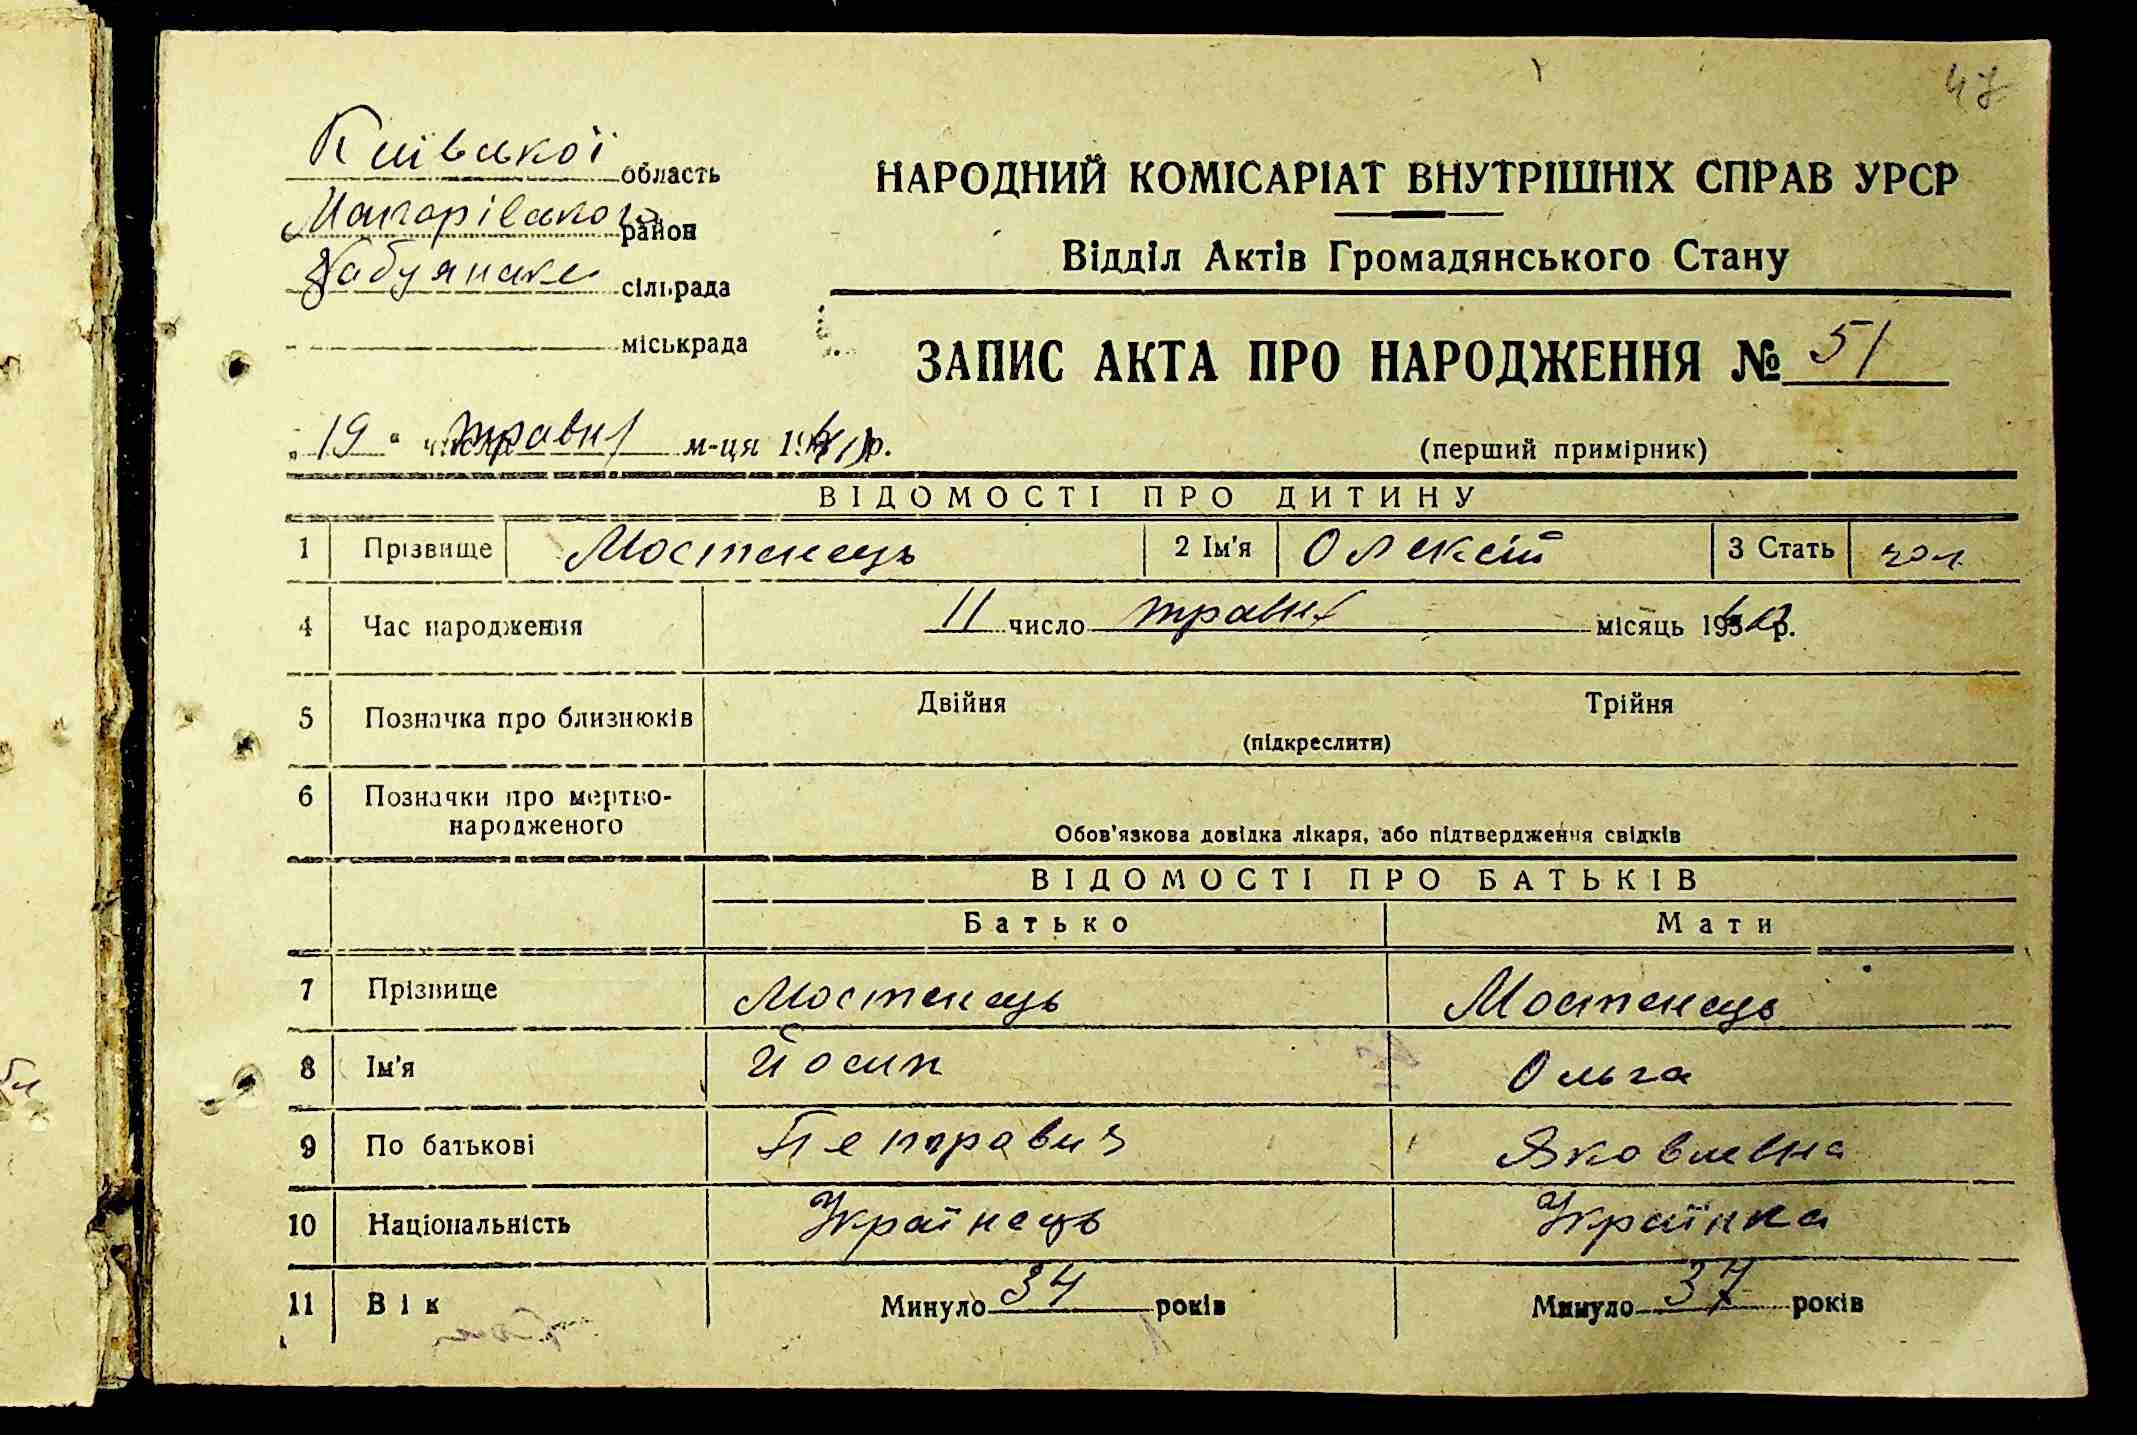 47
Київської область
НАРОДНИЙ КОМІСАРІАТ ВНУТРІШНІХ СПРАВ УРСР
Макарівського район
Відділ Актів Громадянського Стану
сільрада
міськрада
ЗАПИС АКТА ПРО НАРОДЖЕННЯ № 51
„19" числа травня м-ця 19 р.
(перший примірник)
ВІДОМОСТІ ПРО ДИТИНУ
1 Прізвище Мостенець 2 Ім'я Олексій 3 Стать чол
4 Час народження 11 число травня місяць 19 р.
5 Позначка про близнюків Двійня Трійня
(підкреслити)
6 Позначки про мертво-
народженого
Обов'язкова довідка лікаря, або підтвердження свідків
ВІДОМОСТІ ПРО БАТЬКІВ
Батько Мати
7 Прізвище Мостенець Мостенець
8 Ім'я Йосип Ольга
9 По батькові Петрович Яковлевна
10 Національність Українець Українка
11 Вік Минуло 34 років Минуло 37 років